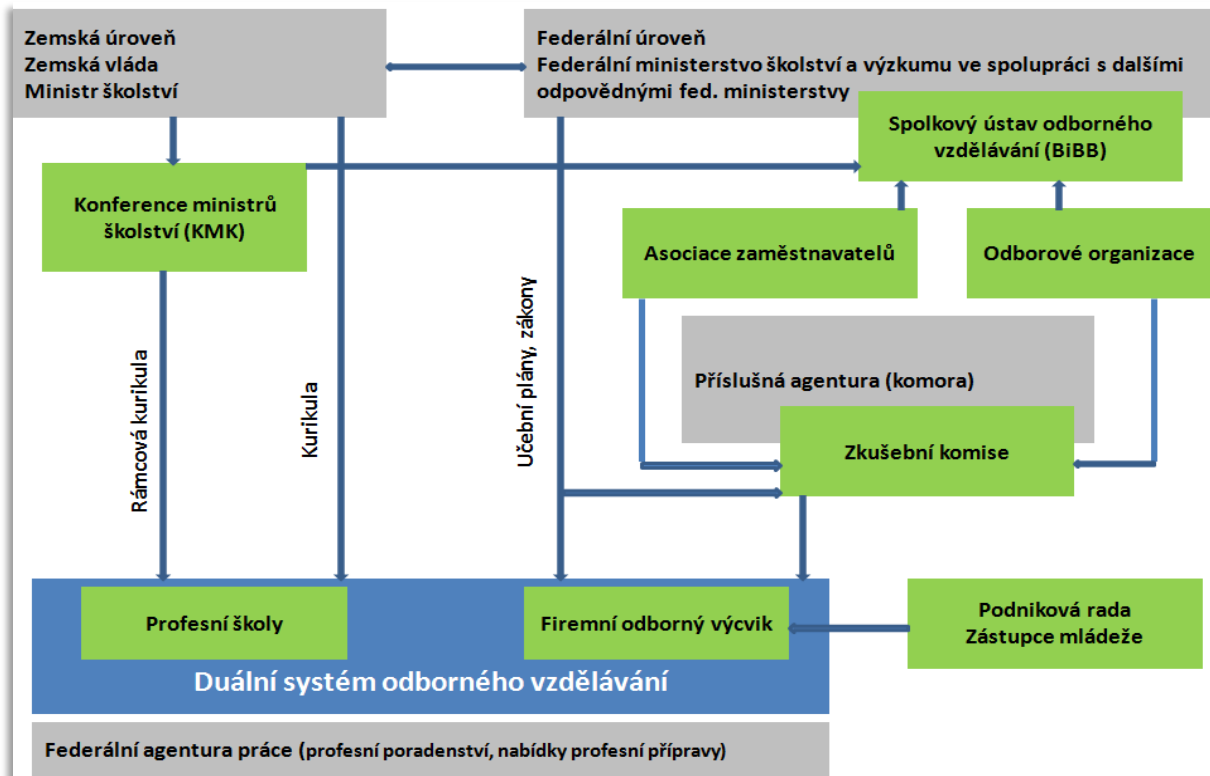 Zemská úroveň
Zemská vláda
Ministr školství
Federální úroveň
Federální ministerstvo školství a výzkumu ve spolupráci s dalšími
odpovědnými fed. ministerstvy
Spolkový ústav odborného
vzdělávání (BiBB)
Konference ministrů
školství (KMK)
Asociace zaměstnavatelů
Odborové organizace
Rámcová kurikula
Kurikula
Učební plány, zákony
Příslušná agentura (komora)
Zkušební komise
Profesní školy
Firemní odborný výcvik
Podniková rada
Zástupce mládeže
Duální systém odborného vzdělávání
Federální agentura práce (profesní poradenství, nabídky profesní přípravy)